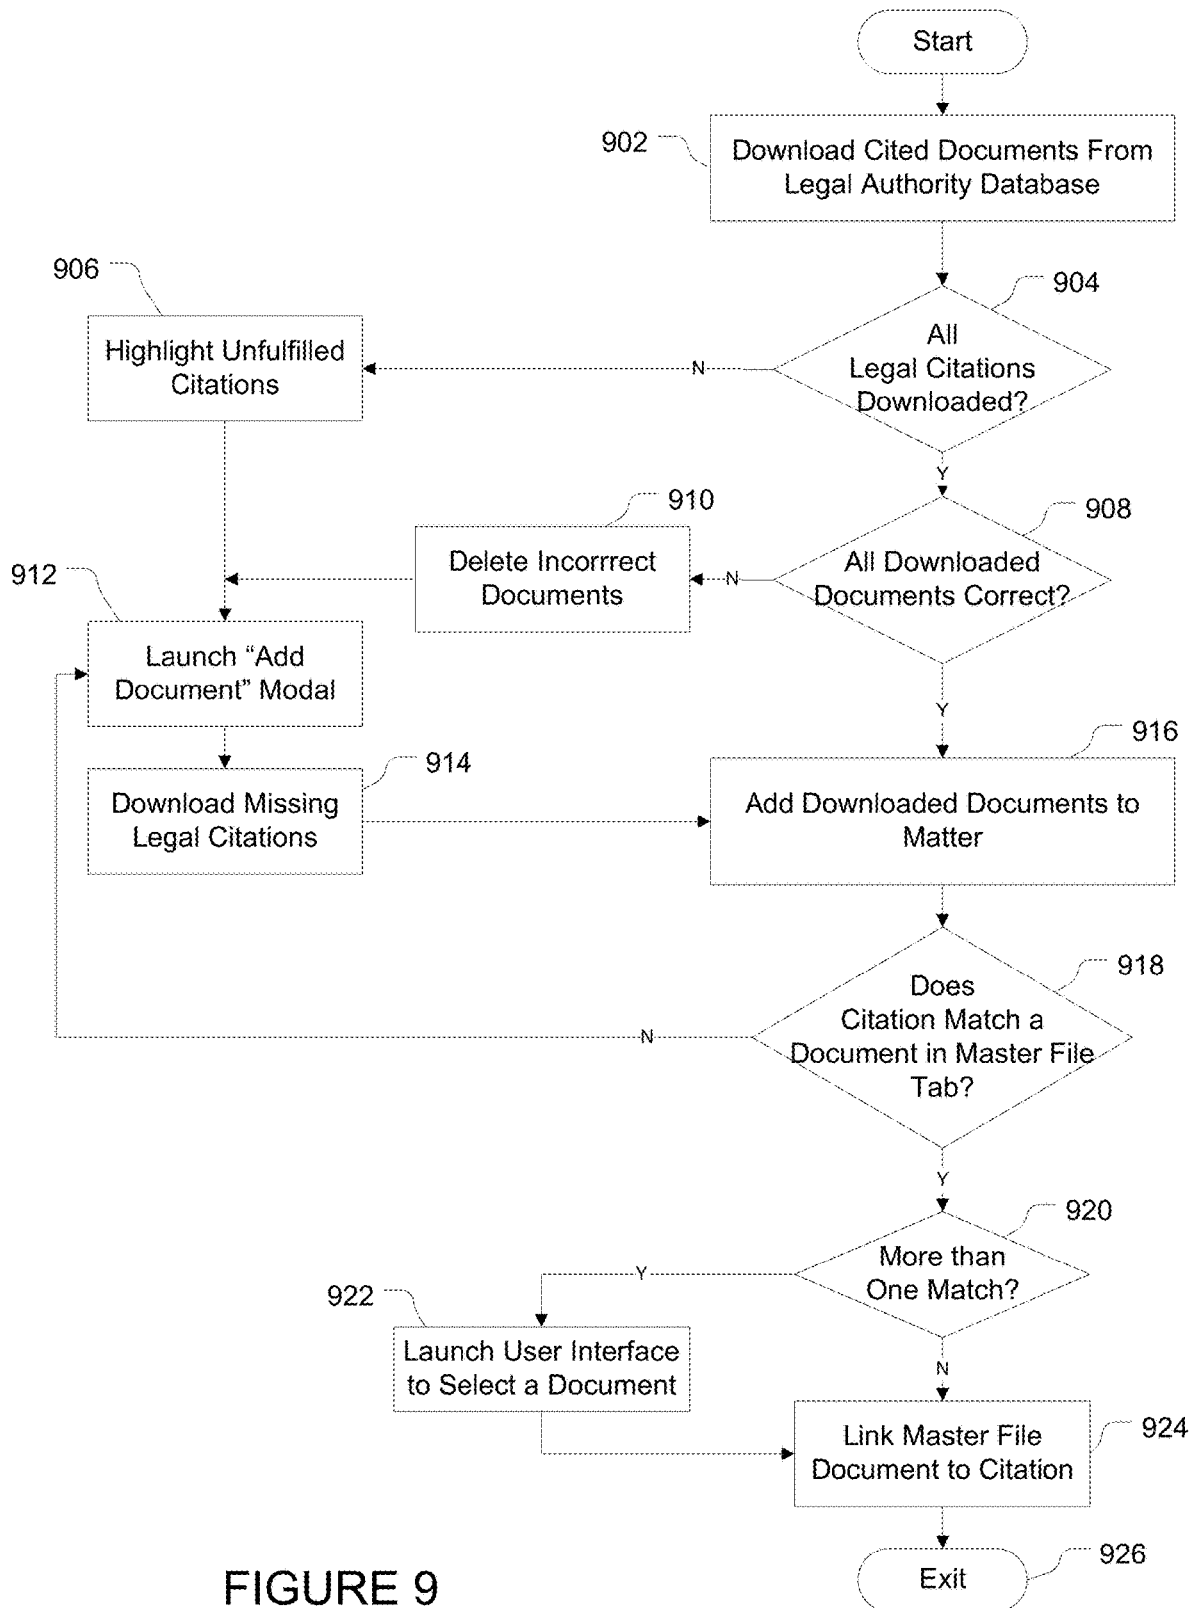 Start
902
Download Cited Documents From
Legal Authority Database
904
All
Legal Citations
Downloaded?
N
906
Highlight Unfulfilled
Citations
Y
908
All Downloaded
Documents Correct?
N
910
Delete Incorrrect
Documents
912
Launch “Add
Document” Modal
914
Download Missing
Legal Citations
Y
916
Add Downloaded Documents to
Matter
918
Does
Citation Match a
Document in Master File
Tab?
N
Y
920
More than
One Match?
Y
922
Launch User Interface
to Select a Document
N
924
Link Master File
Document to Citation
926
Exit
FIGURE 9